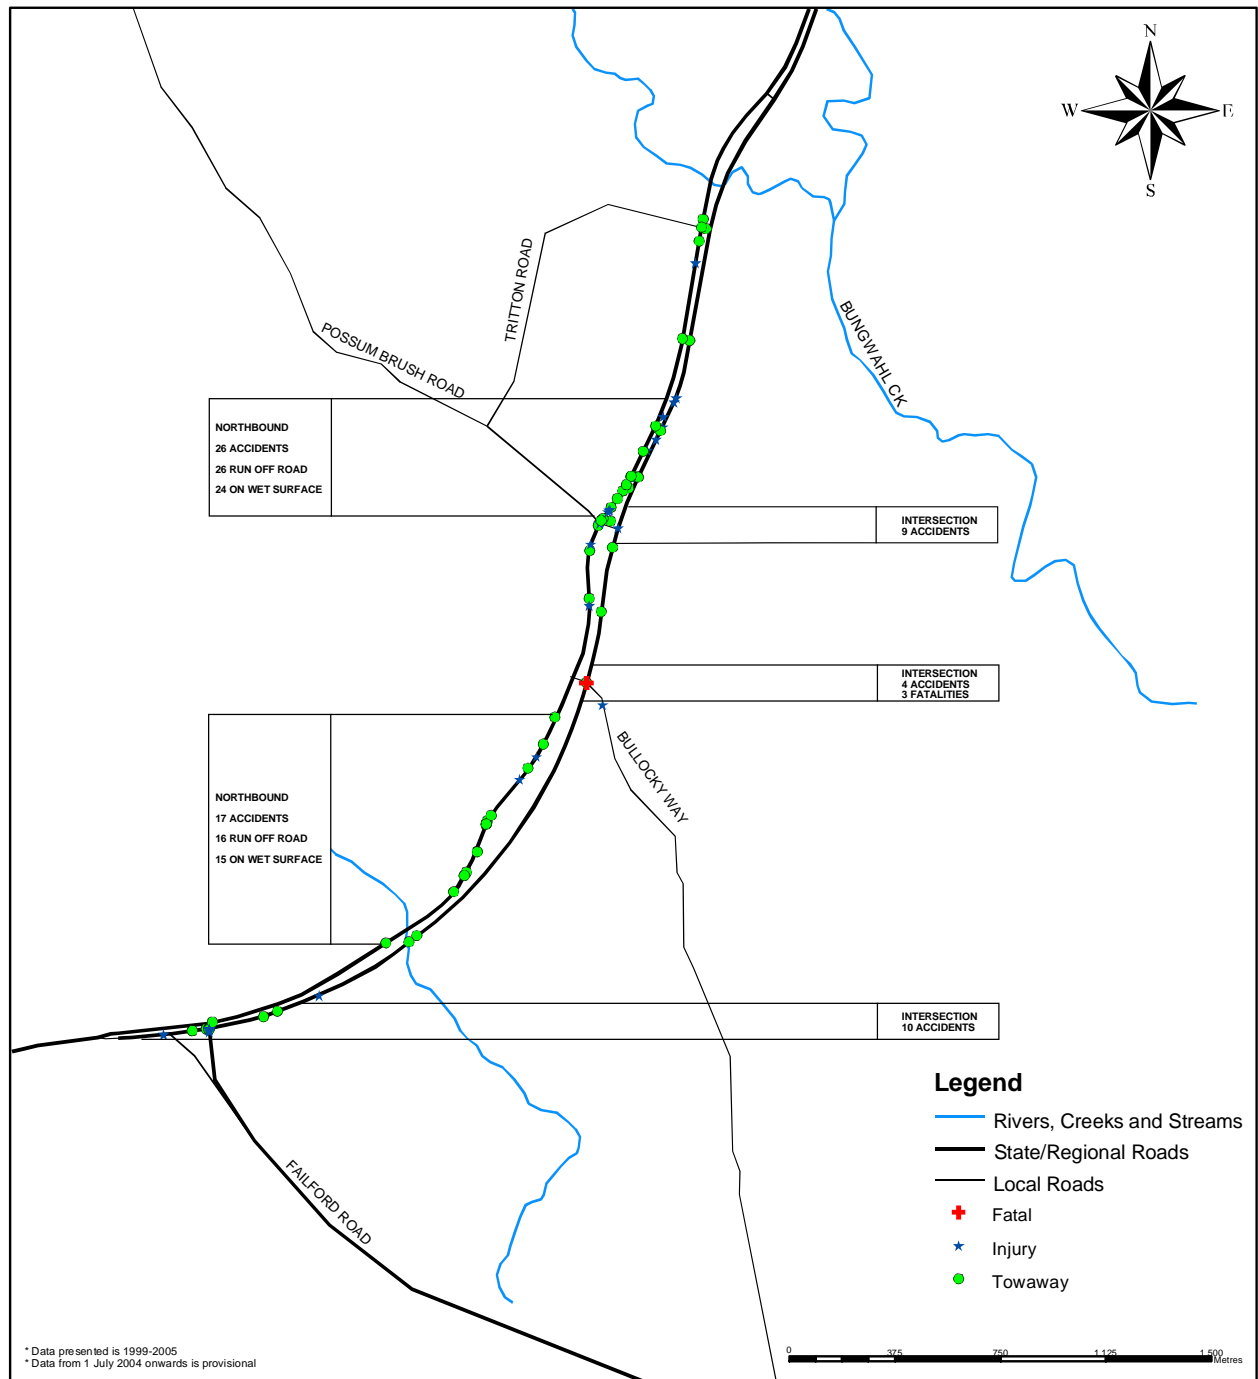 N
W E
S
TRITTON ROAD
POSSUM BRUSH ROAD
BUNGWAHL CK
NORTHBOUND
26 ACCIDENTS
26 RUN OFF ROAD
24 ON WET SURFACE
INTERSECTION
9 ACCIDENTS
INTERSECTION
4 ACCIDENTS
3 FATALITIES
BULLOCKY WAY
NORTHBOUND
17 ACCIDENTS
16 RUN OFF ROAD
15 ON WET SURFACE
INTERSECTION
10 ACCIDENTS
FAILFORD ROAD
Legend
Rivers, Creeks and Streams
State/Regional Roads
Local Roads
Fatal
Injury
Towaway
* Data presented is 1999-2005
* Data from 1 July 2004 onwards is provisional
0 375 750 1,125 1,500
Metres